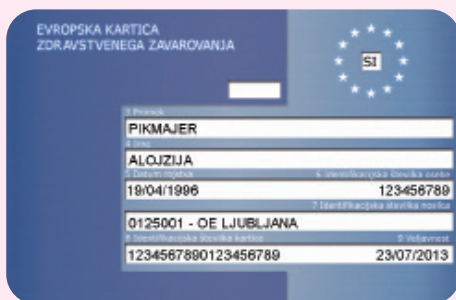 EVROPSKA KARTICA
ZDRAVSTVENEGA ZAVAROVANJA
SI
3 Priimek
PIKMAJER
4 Ime
ALOJZIJA
5 Datum rojstva 6 Identifikacijska številka osebe
19/04/1996 123456789
7 Identifikacijska številka nosilca
0125001 - OE LJUBLJANA
8 Identifikacijska številka kartice 9 Veljavnost
1234567890123456789 23/07/2013